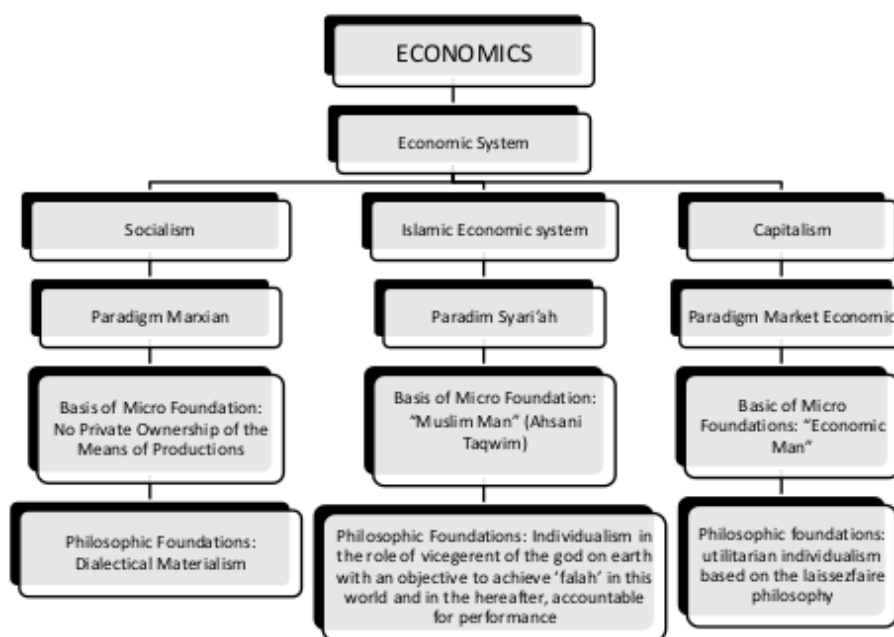 ECONOMICS
Economic System
Socialism
Islamic Economic system
Capitalism
Paradigm Marxian
Paradim Syari'ah
Paradigm Market Economic
Basis of Micro Foundation:
No Private Ownership of the
Means of Productions
Basis of Micro Foundation:
"Muslim Man" (Ahsani
Taqwim)
Basic of Micro
Foundations: "Economic
Man"
Philosophic Foundations:
Dialectical Materialism
Philosophic Foundations: Individualism in
the role of vicegerent of the god on earth
with an objective to achieve 'falah' in this
world and in the hereafter, accountable
for performance
Philosophic foundations:
utilitarian individualism
based on the laissezfaire
philosophy